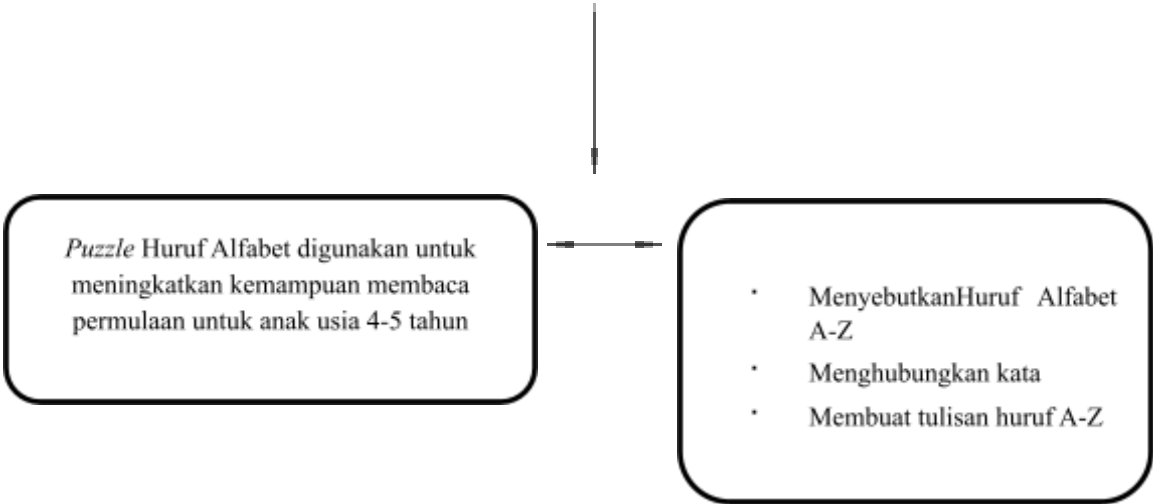 Puzzle Huruf Alfabet digunakan untuk
meningkatkan kemampuan membaca
permulaan untuk anak usia 4-5 tahun
· MenyebutkanHuruf Alfabet
A-Z
· Menghubungkan kata
· Membuat tulisan huruf A-Z